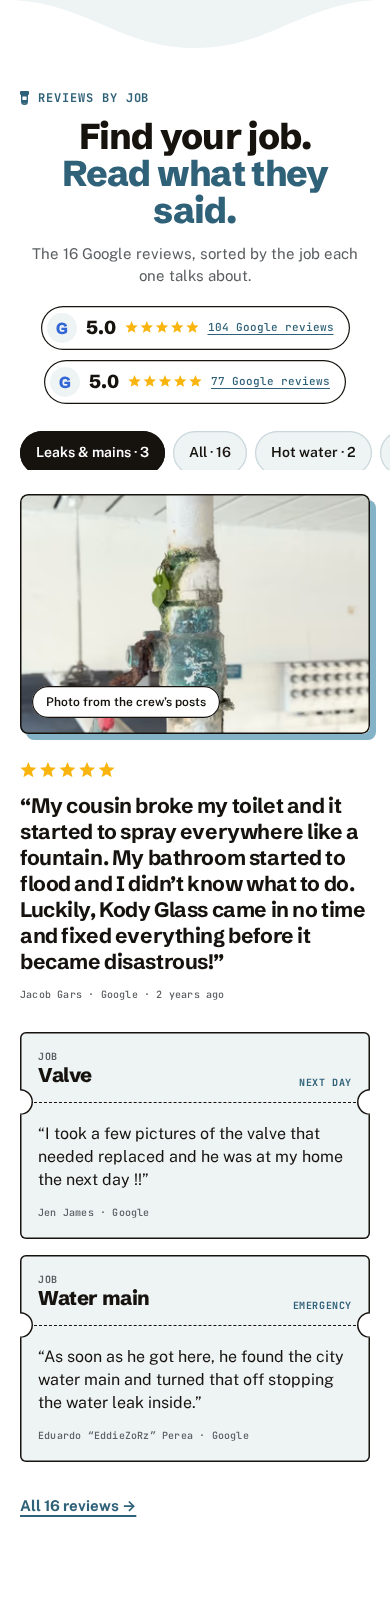 REVIEWS BY JOB
Find your job.
Read what they
said.
The 16 Google reviews, sorted by the job each
one talks about.
G 5.0 104 Google reviews
G 5.0 77 Google reviews
Leaks & mains · 3 All · 16 Hot water · 2
Photo from the crew’s posts
“My cousin broke my toilet and it
started to spray everywhere like a
fountain. My bathroom started to
flood and I didn’t know what to do.
Luckily, Kody Glass came in no time
and fixed everything before it
became disastrous!”
Jacob Gars · Google · 2 years ago
JOB
Valve NEXT DAY
“I took a few pictures of the valve that
needed replaced and he was at my home
the next day !!”
Jen James · Google
JOB
Water main EMERGENCY
“As soon as he got here, he found the city
water main and turned that off stopping
the water leak inside.”
Eduardo “EddieZoRz” Perea · Google
All 16 reviews →